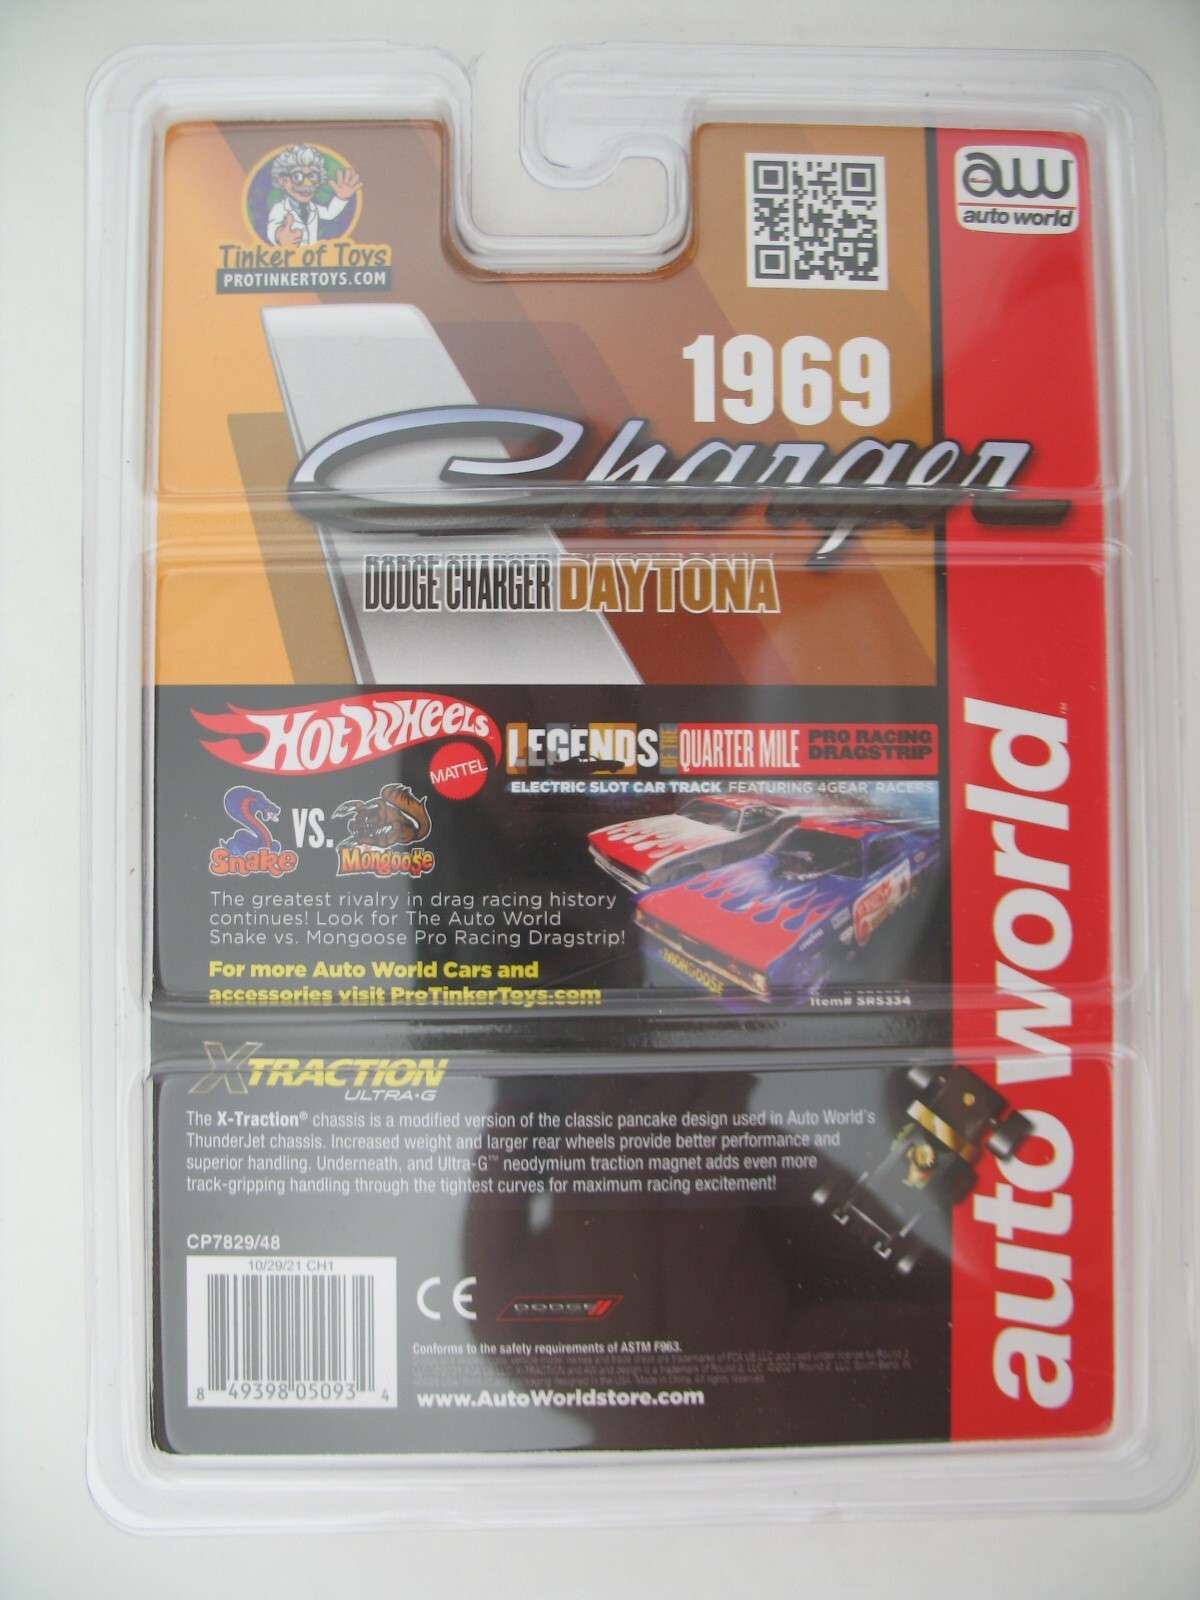 Tinker of Toys
PROTINKERTOYS.COM
aw
auto world
1969
Charger
DODGE CHARGER DAYTONA
HOT WHEELS
MATTEL
LEGENDS OF THE QUARTER MILE PRO RACING DRAGSTRIP
ELECTRIC SLOT CAR TRACK FEATURING 4GEAR RACERS
Snake VS. Mongoo$e
The greatest rivalry in drag racing history
continues! Look for The Auto World
Snake vs. Mongoose Pro Racing Dragstrip!
For more Auto World Cars and
accessories visit ProTinkerToys.com
MONGOOSE
Item# SRS334
auto world™
XTRACTION
ULTRA·G
The X-Traction® chassis is a modified version of the classic pancake design used in Auto World's
ThunderJet chassis. Increased weight and larger rear wheels provide better performance and
superior handling. Underneath, and Ultra-G™ neodymium traction magnet adds even more
track-gripping handling through the tightest curves for maximum racing excitement!
CP7829/48
10/29/21 CH1
8 49398 05093 4
CE
DODGE
Conforms to the safety requirements of ASTM F963.
www.AutoWorldstore.com